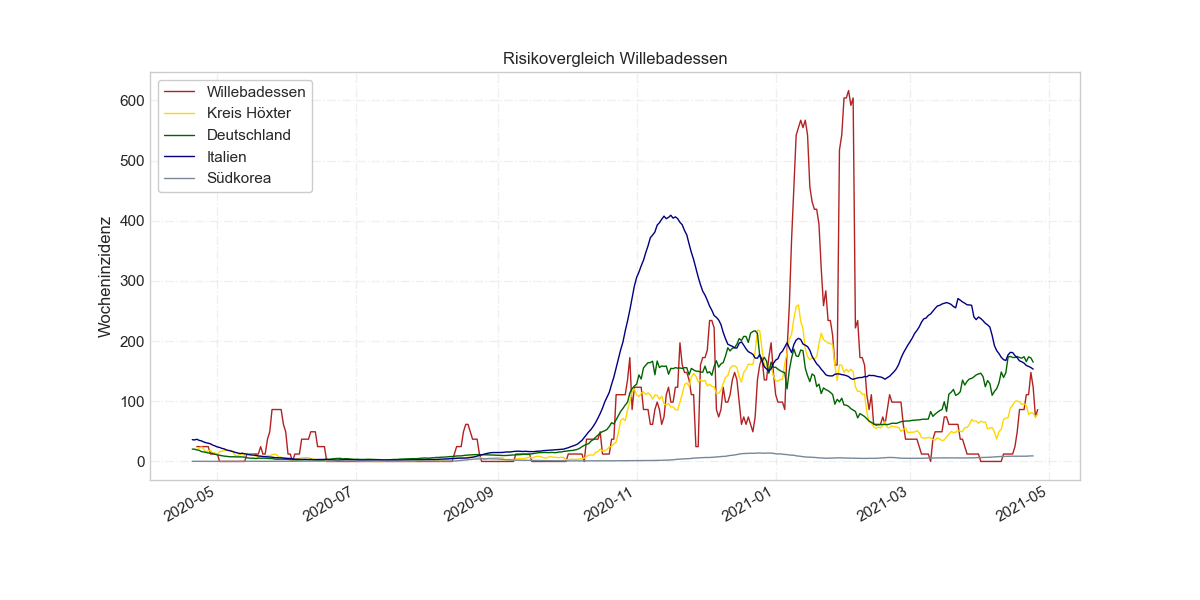 Risikovergleich Willebadessen
Willebadessen
Kreis Höxter
Deutschland
Italien
Südkorea
Wocheninzidenz
600
500
400
300
200
100
0
2020-05
2020-07
2020-09
2020-11
2021-01
2021-03
2021-05